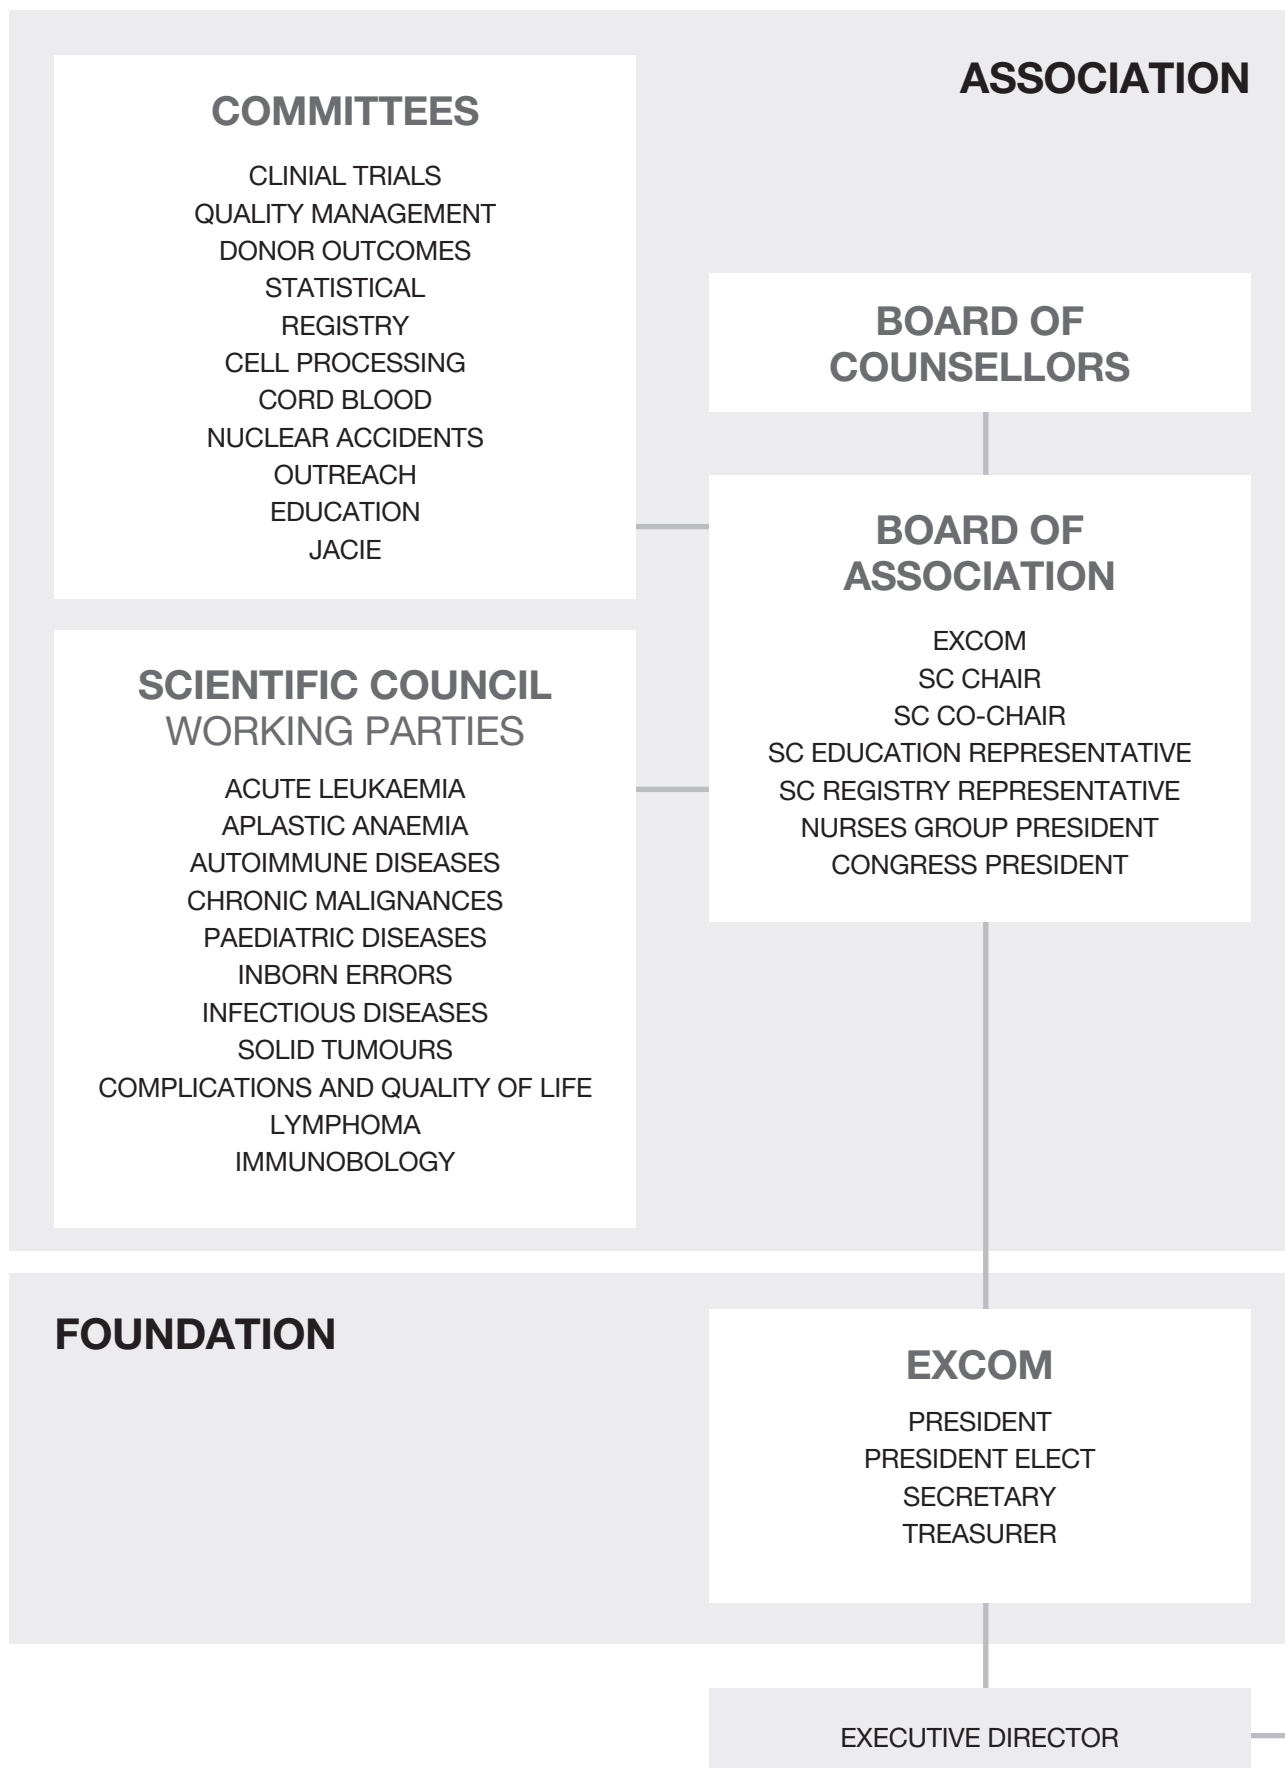 ASSOCIATION
COMMITTEES
CLINIAL TRIALS
QUALITY MANAGEMENT
DONOR OUTCOMES
STATISTICAL
REGISTRY
CELL PROCESSING
CORD BLOOD
NUCLEAR ACCIDENTS
OUTREACH
EDUCATION
JACIE
BOARD OF
COUNSELLORS
BOARD OF
ASSOCIATION
EXCOM
SC CHAIR
SC CO-CHAIR
SC EDUCATION REPRESENTATIVE
SC REGISTRY REPRESENTATIVE
NURSES GROUP PRESIDENT
CONGRESS PRESIDENT
SCIENTIFIC COUNCIL
WORKING PARTIES
ACUTE LEUKAEMIA
APLASTIC ANAEMIA
AUTOIMMUNE DISEASES
CHRONIC MALIGNANCES
PAEDIATRIC DISEASES
INBORN ERRORS
INFECTIOUS DISEASES
SOLID TUMOURS
COMPLICATIONS AND QUALITY OF LIFE
LYMPHOMA
IMMUNOBOLOGY
FOUNDATION
EXCOM
PRESIDENT
PRESIDENT ELECT
SECRETARY
TREASURER
EXECUTIVE DIRECTOR